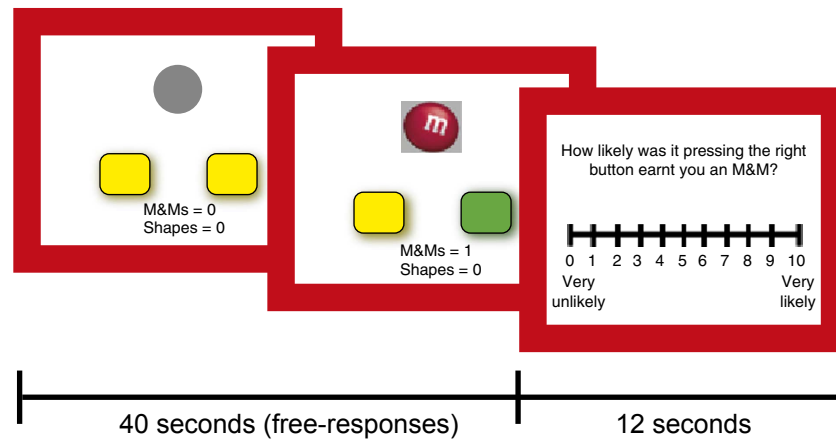 M&Ms = 0
Shapes = 0
m
M&Ms = 1
Shapes = 0
How likely was it pressing the right
button earnt you an M&M?
0 1 2 3 4 5 6 7 8 9 10
Very Very
unlikely likely
40 seconds (free-responses) 12 seconds